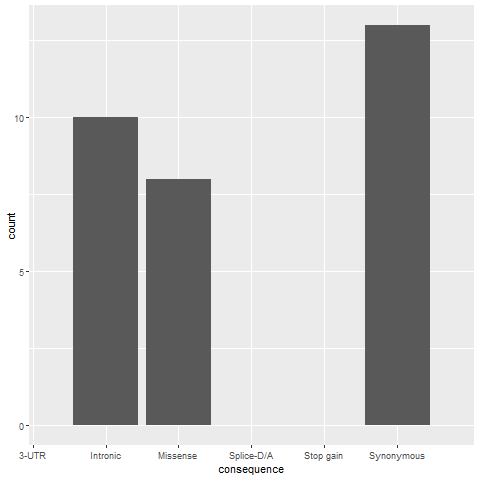 count
10
5
0
3-UTR Intronic Missense Splice-D/A Stop gain Synonymous
consequence